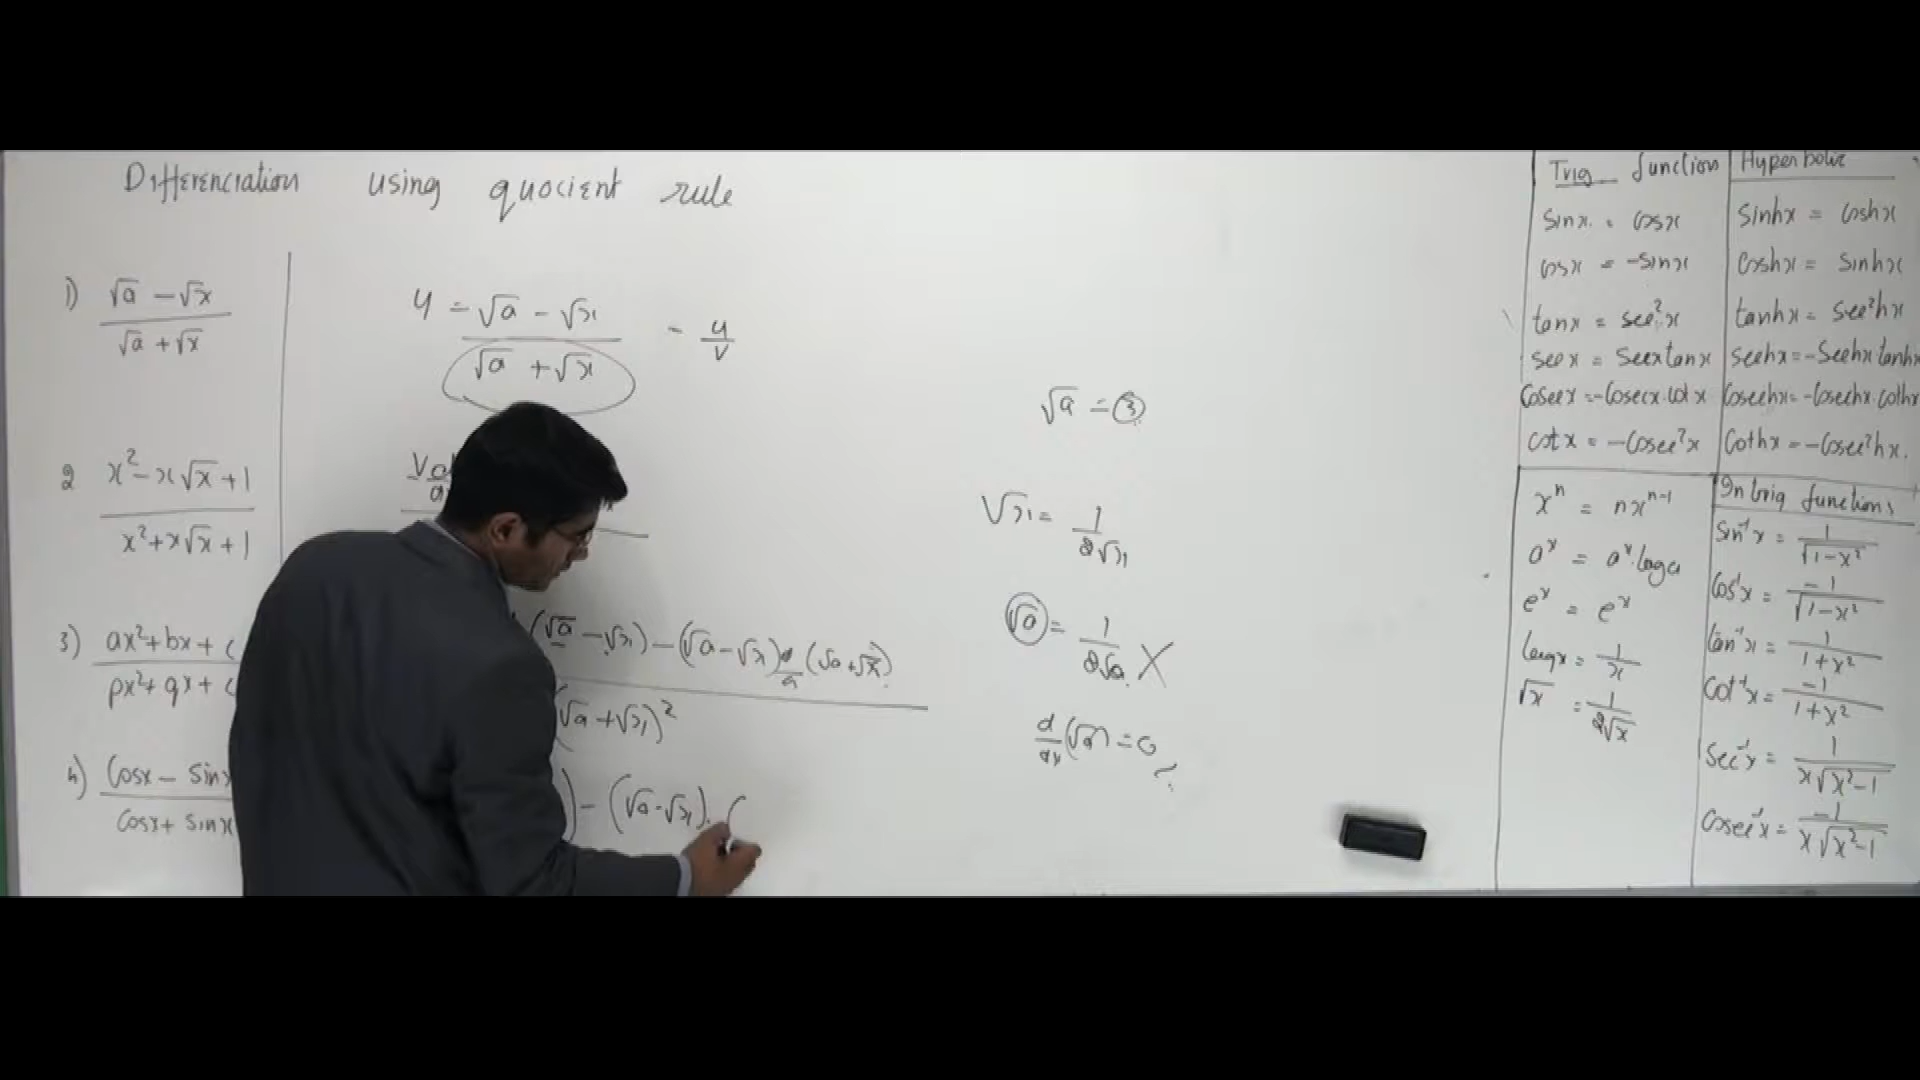 Differenciation using quocient rule
1) (√a - √x)/(√a + √x)
2 (x² - x√x + 1)/(x² + x√x + 1)
3) (ax² + bx + c)/(px² + qx + c
4) (Cosx - Sinx)/(Cosx + Sinx
y = (√a - √x)/(√a + √x) = u/v
(√a - √x) - (√a - √x) (√a + √x)
(√a + √x)²
) - (√a - √x) . (
√a = 3
√x = 1/(2√x)
√a = 1/(2√a) X
d/dx (√a) = 0
Trig function
Sinx = Cosx
Cosx = -Sinx
tanx = sec²x
secx = secxtanx
Cosecx = -Cosecx.Cotx
Cotx = -Cosec²x
Hyperbolic
Sinhx = Coshx
Coshx = Sinhx
tanhx = sec²hx
sechx = -sechx.tanhx
Cosechx = -Cosechx.Cothx
Cothx = -Cosec²hx.
xⁿ = nxⁿ⁻¹
aˣ = aˣ.loga
eˣ = eˣ
logx = 1/x
√x = 1/(2√x)
In trig functions
Sin⁻¹x = 1/√(1-x²)
Cos⁻¹x = -1/√(1-x²)
tan⁻¹x = 1/(1+x²)
Cot⁻¹x = -1/(1+x²)
Sec⁻¹x = 1/(x√(x²-1))
Cosec⁻¹x = -1/(x√(x²-1))